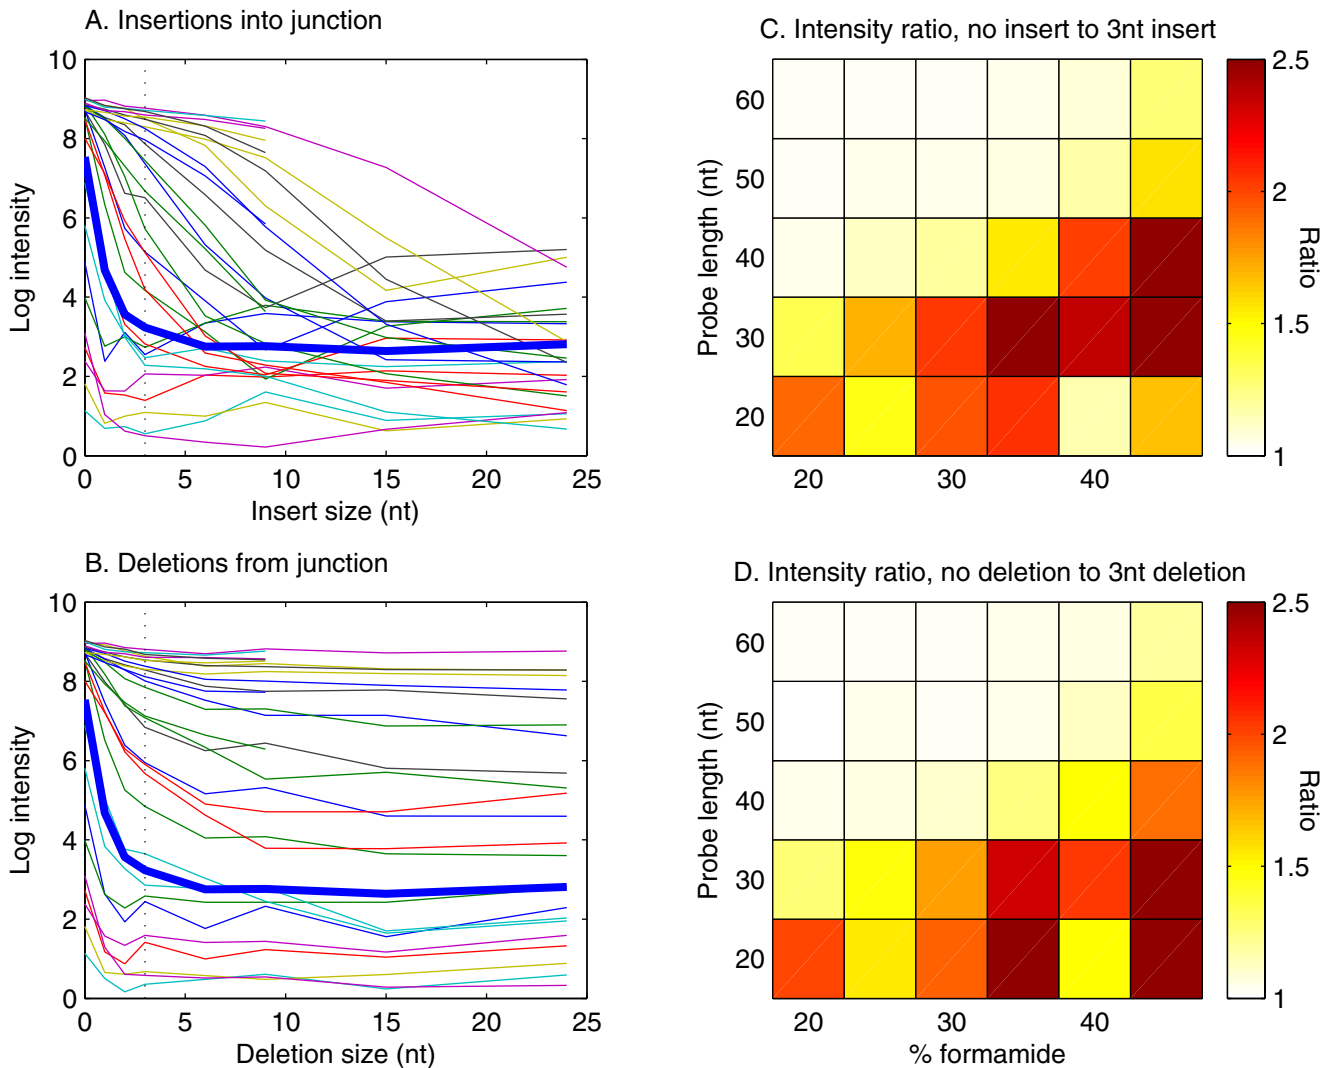 A. Insertions into junction
10
8
6
4
2
0
Log intensity
0 5 10 15 20 25
Insert size (nt)
C. Intensity ratio, no insert to 3nt insert
60
50
40
30
20
Probe length (nt)
20 30 40
2.5
2
1.5
1
Ratio
B. Deletions from junction
10
8
6
4
2
0
Log intensity
0 5 10 15 20 25
Deletion size (nt)
D. Intensity ratio, no deletion to 3nt deletion
60
50
40
30
20
Probe length (nt)
20 30 40
% formamide
2.5
2
1.5
1
Ratio